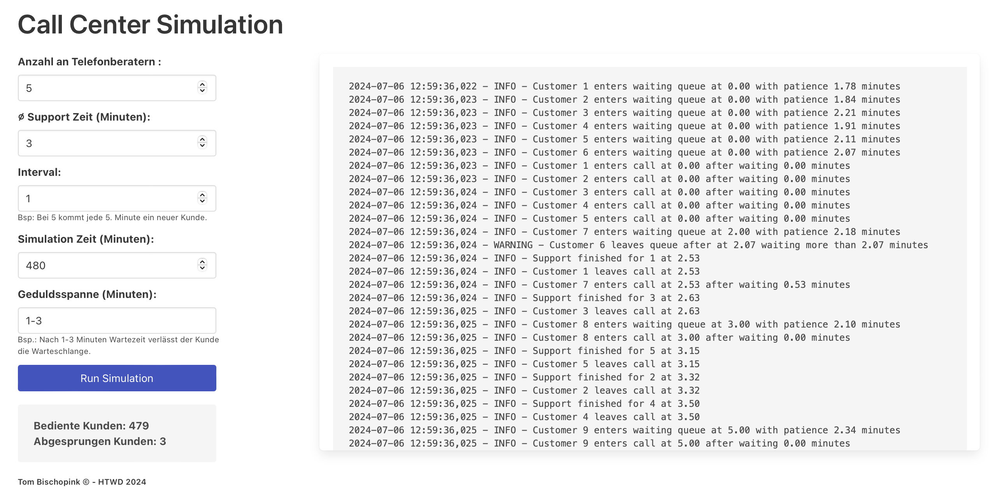 Call Center Simulation
Anzahl an Telefonberatern :
5
∅ Support Zeit (Minuten):
3
Interval:
1
Bsp: Bei 5 kommt jede 5. Minute ein neuer Kunde.
Simulation Zeit (Minuten):
480
Geduldsspanne (Minuten):
1-3
Bsp.: Nach 1-3 Minuten Wartezeit verlässt der Kunde
die Warteschlange.
Run Simulation
Bediente Kunden: 479
Abgesprungen Kunden: 3
Tom Bischopink © - HTWD 2024
2024-07-06 12:59:36,022 - INFO - Customer 1 enters waiting queue at 0.00 with patience 1.78 minutes
2024-07-06 12:59:36,023 - INFO - Customer 2 enters waiting queue at 0.00 with patience 1.84 minutes
2024-07-06 12:59:36,023 - INFO - Customer 3 enters waiting queue at 0.00 with patience 2.21 minutes
2024-07-06 12:59:36,023 - INFO - Customer 4 enters waiting queue at 0.00 with patience 1.91 minutes
2024-07-06 12:59:36,023 - INFO - Customer 5 enters waiting queue at 0.00 with patience 2.11 minutes
2024-07-06 12:59:36,023 - INFO - Customer 6 enters waiting queue at 0.00 with patience 2.07 minutes
2024-07-06 12:59:36,023 - INFO - Customer 1 enters call at 0.00 after waiting 0.00 minutes
2024-07-06 12:59:36,023 - INFO - Customer 2 enters call at 0.00 after waiting 0.00 minutes
2024-07-06 12:59:36,024 - INFO - Customer 3 enters call at 0.00 after waiting 0.00 minutes
2024-07-06 12:59:36,024 - INFO - Customer 4 enters call at 0.00 after waiting 0.00 minutes
2024-07-06 12:59:36,024 - INFO - Customer 5 enters call at 0.00 after waiting 0.00 minutes
2024-07-06 12:59:36,024 - INFO - Customer 7 enters waiting queue at 2.00 with patience 2.18 minutes
2024-07-06 12:59:36,024 - WARNING - Customer 6 leaves queue after at 2.07 waiting more than 2.07 minutes
2024-07-06 12:59:36,024 - INFO - Support finished for 1 at 2.53
2024-07-06 12:59:36,024 - INFO - Customer 1 leaves call at 2.53
2024-07-06 12:59:36,024 - INFO - Customer 7 enters call at 2.53 after waiting 0.53 minutes
2024-07-06 12:59:36,024 - INFO - Support finished for 3 at 2.63
2024-07-06 12:59:36,025 - INFO - Customer 3 leaves call at 2.63
2024-07-06 12:59:36,025 - INFO - Customer 8 enters waiting queue at 3.00 with patience 2.10 minutes
2024-07-06 12:59:36,025 - INFO - Customer 8 enters call at 3.00 after waiting 0.00 minutes
2024-07-06 12:59:36,025 - INFO - Support finished for 5 at 3.15
2024-07-06 12:59:36,025 - INFO - Customer 5 leaves call at 3.15
2024-07-06 12:59:36,025 - INFO - Support finished for 2 at 3.32
2024-07-06 12:59:36,025 - INFO - Customer 2 leaves call at 3.32
2024-07-06 12:59:36,025 - INFO - Support finished for 4 at 3.50
2024-07-06 12:59:36,025 - INFO - Customer 4 leaves call at 3.50
2024-07-06 12:59:36,025 - INFO - Customer 9 enters waiting queue at 5.00 with patience 2.34 minutes
2024-07-06 12:59:36,025 - INFO - Customer 9 enters call at 5.00 after waiting 0.00 minutes